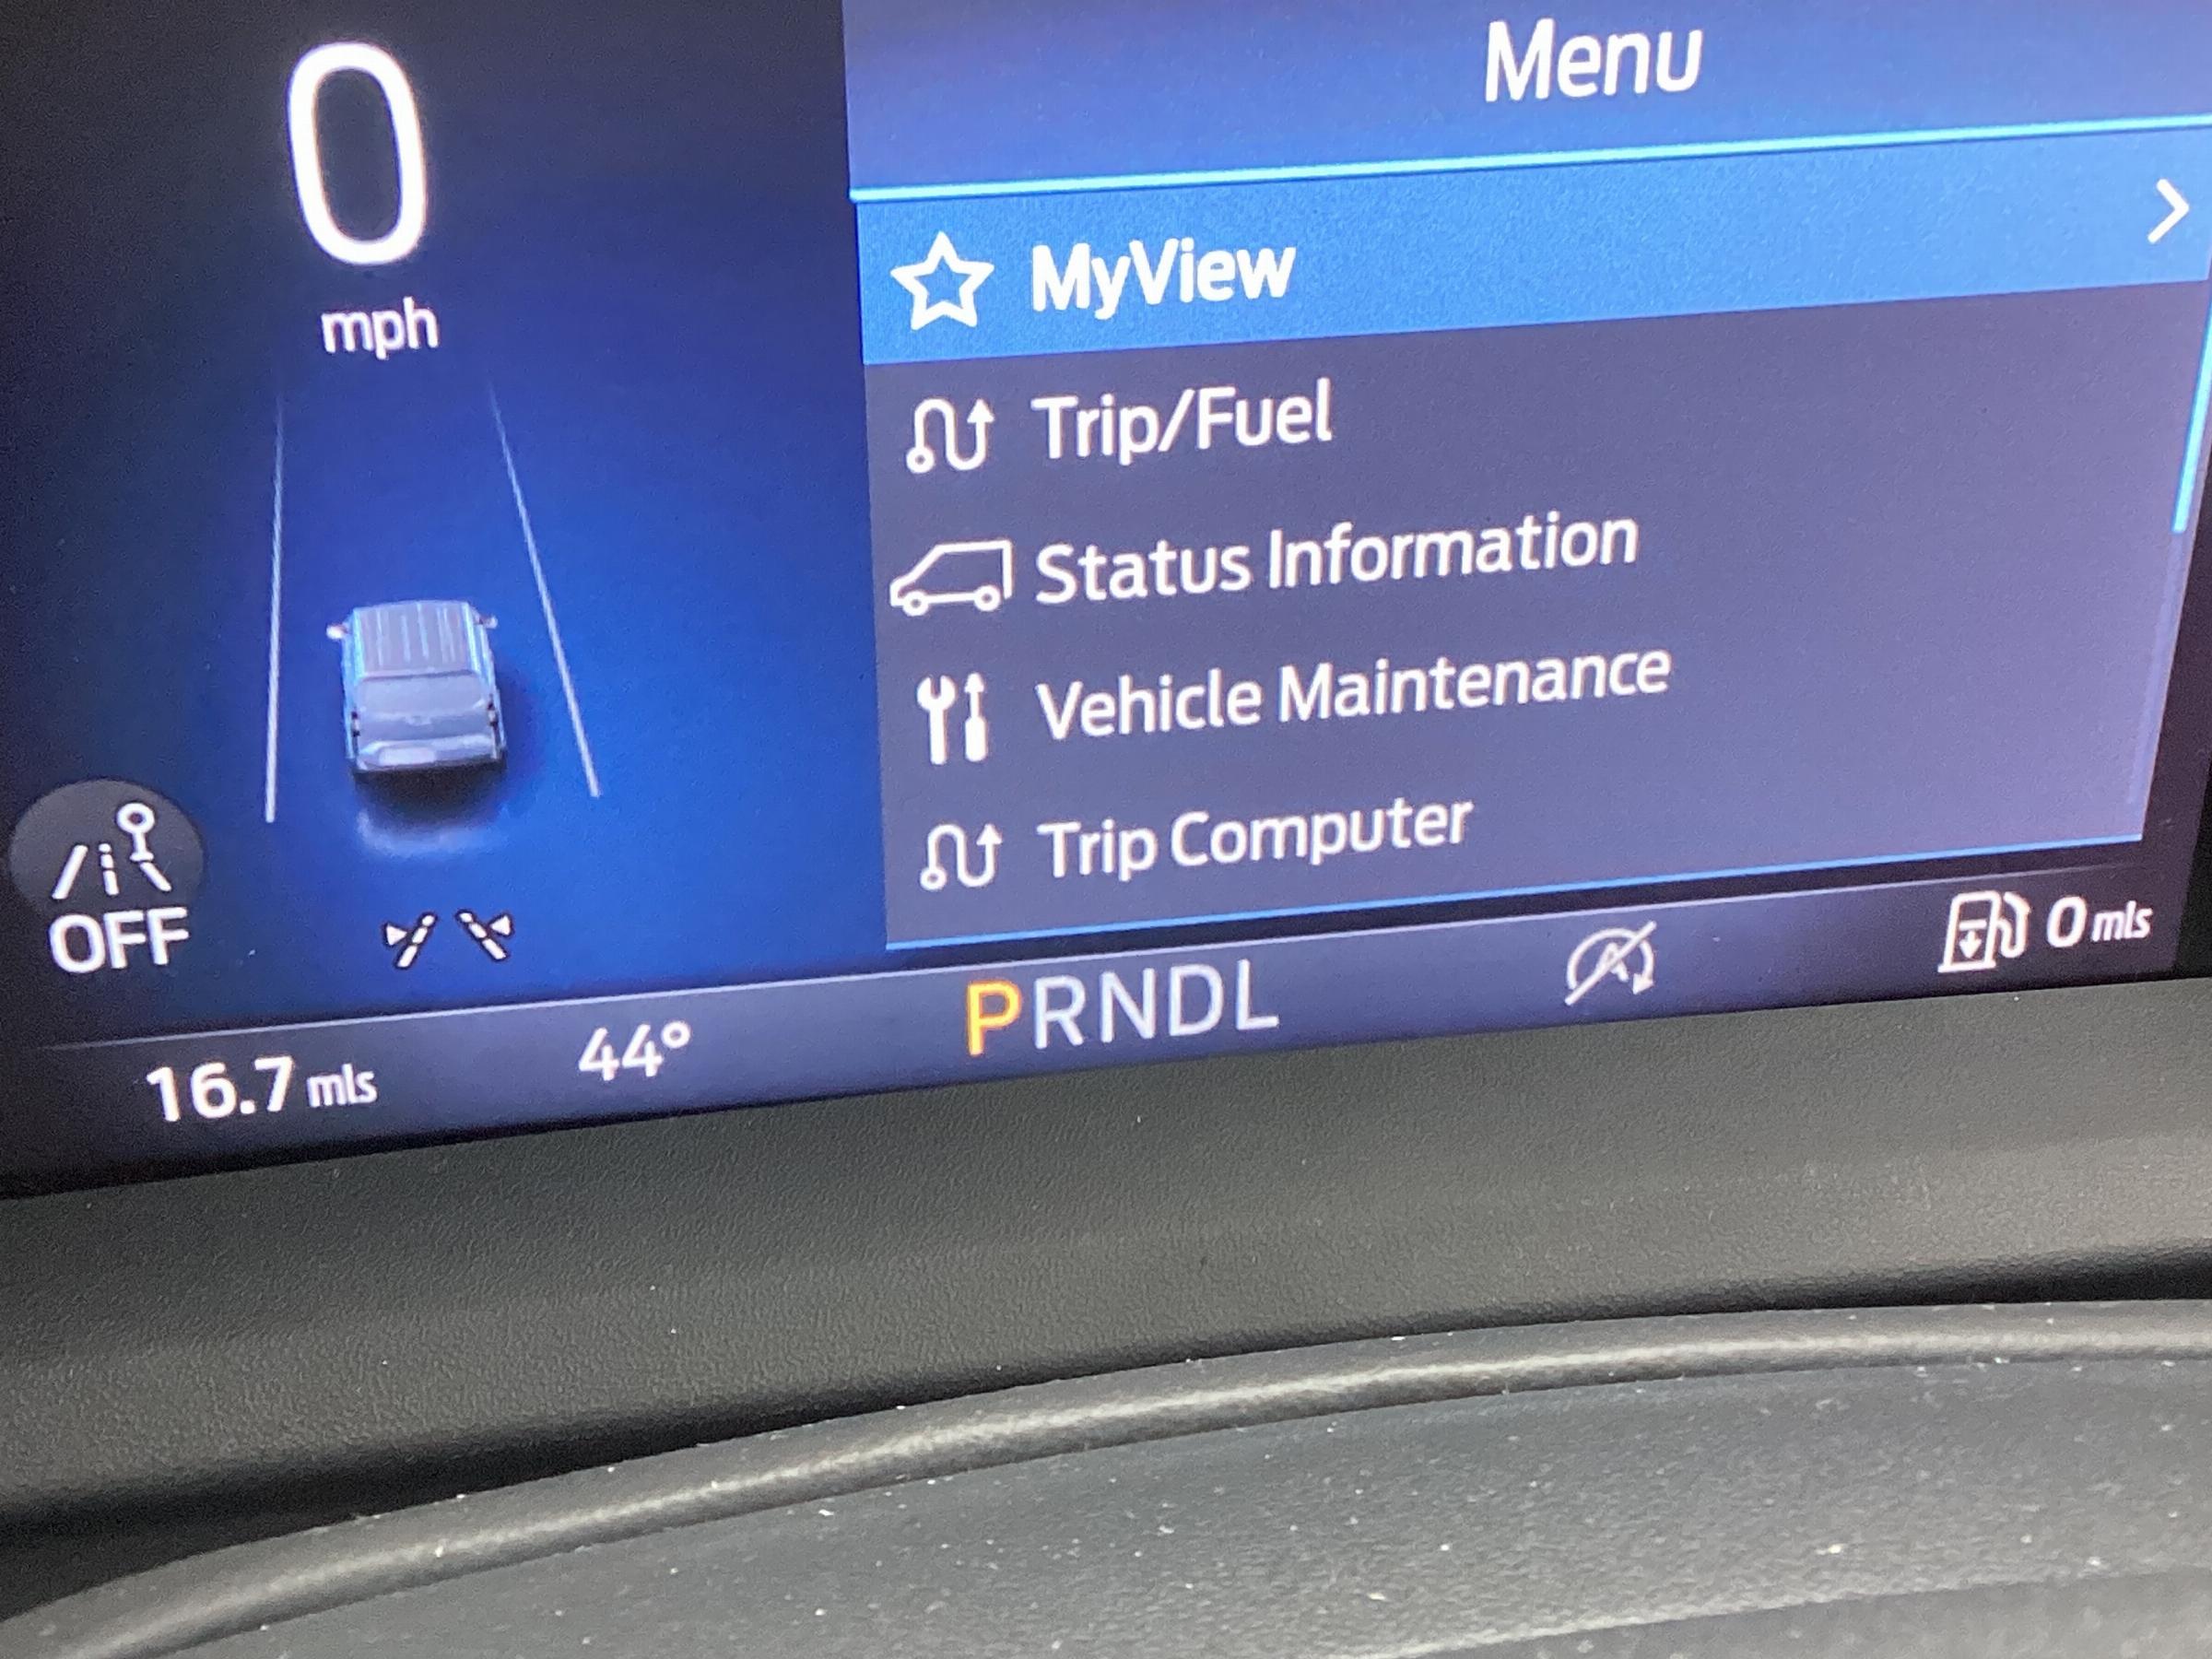 0
mph
Menu
MyView
Trip/Fuel
Status Information
Vehicle Maintenance
Trip Computer
OFF
16.7 mls
44°
PRNDL
0 mls